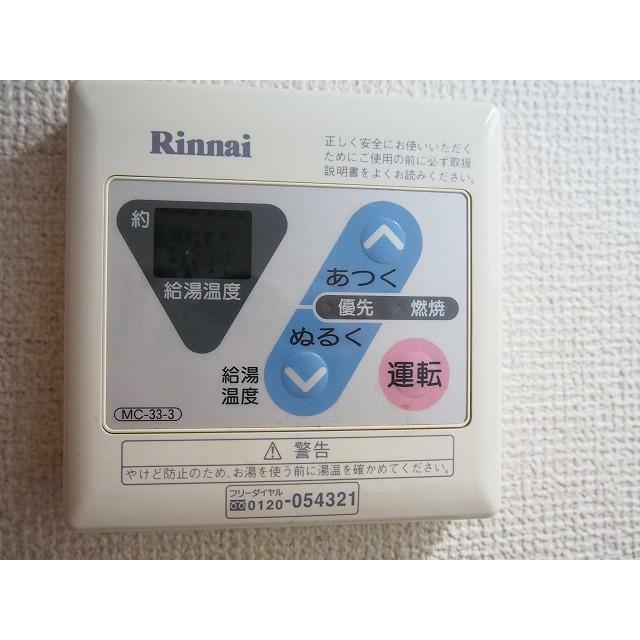 Rinnai
正しく安全にお使いいただく
ためにご使用の前に必ず取扱
説明書をよくお読みください。
約
給湯温度
あつく
優先 燃焼
ぬるく
給湯
温度
運転
MC-33-3
⚠ 警告
やけど防止のため、お湯を使う前に湯温を確かめてください。
フリーダイヤル
0120-054321